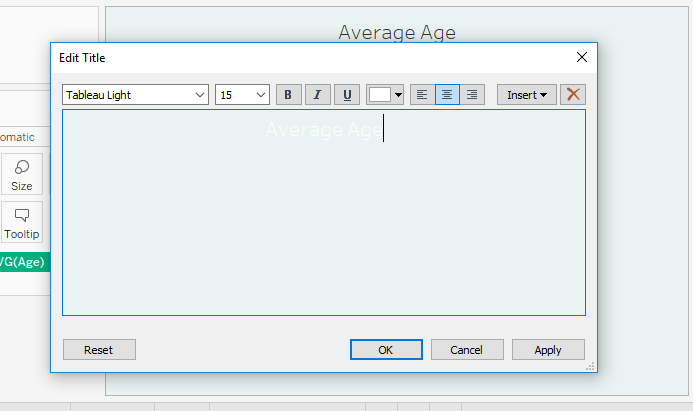 Average Age
Edit Title
Tableau Light 15 B I U Insert
Average Age
omatic
Size
Tooltip
VG(Age)
Reset OK Cancel Apply